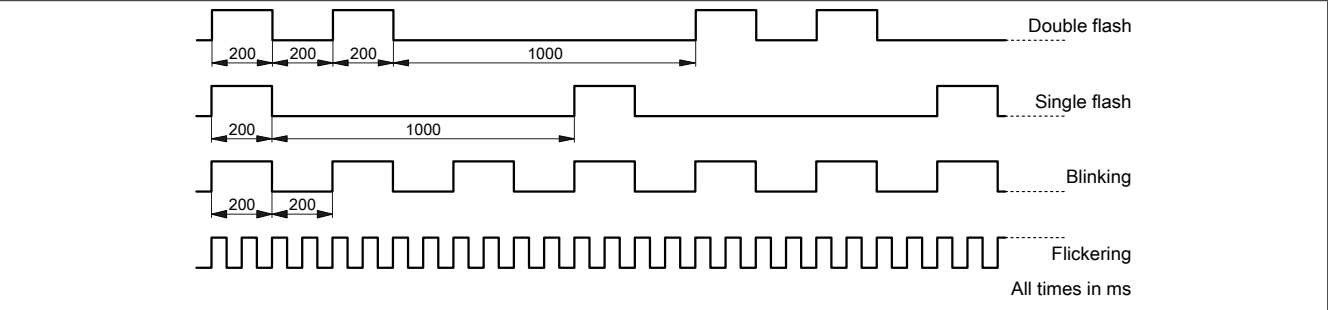 Double flash
200 200 200 1000
Single flash
200 1000
Blinking
200 200
Flickering
All times in ms